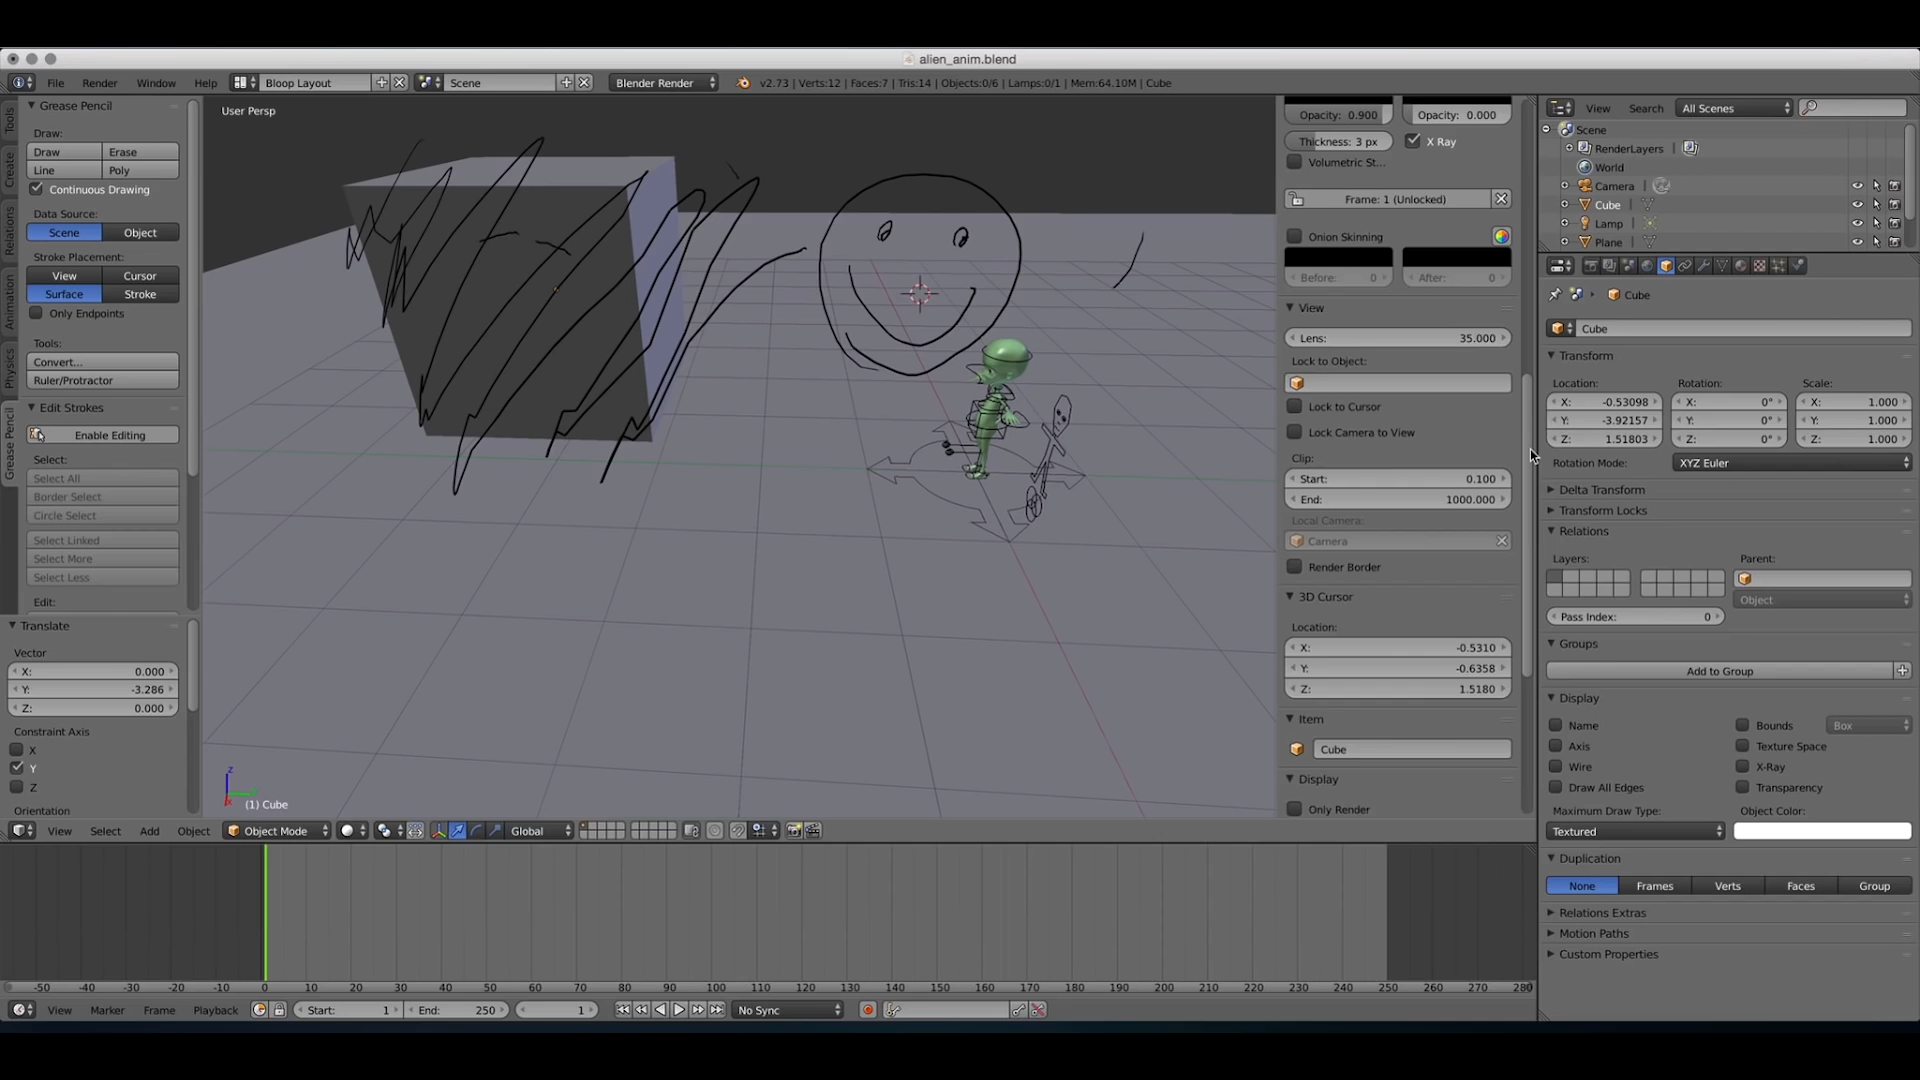 alien_anim.blend
File Render Window Help Bloop Layout Scene Blender Render v2.73 | Verts:12 | Faces:7 | Tris:14 | Objects:0/6 | Lamps:0/1 | Mem:64.10M | Cube
Tools
Create
Relations
Animation
Physics
Grease Pencil
Grease Pencil
Draw:
Draw Erase
Line Poly
Continuous Drawing
Data Source:
Scene Object
Stroke Placement:
View Cursor
Surface Stroke
Only Endpoints
Tools:
Convert...
Ruler/Protractor
Edit Strokes
Enable Editing
Select:
Select All
Border Select
Circle Select
Select Linked
Select More
Select Less
Edit:
Translate
Vector
X: 0.000
Y: -3.286
Z: 0.000
Constraint Axis
X
Y
Z
Orientation
User Persp
z
(1) Cube
View Select Add Object Object Mode Global
Opacity: 0.900 Opacity: 0.000
Thickness: 3 px X Ray
Volumetric St...
Frame: 1 (Unlocked)
Onion Skinning
Before: 0 After: 0
View
Lens: 35.000
Lock to Object:
Lock to Cursor
Lock Camera to View
Clip:
Start: 0.100
End: 1000.000
Local Camera:
Camera
Render Border
3D Cursor
Location:
X: -0.5310
Y: -0.6358
Z: 1.5180
Item
Cube
Display
Only Render
View Search All Scenes
Scene
RenderLayers
World
Camera
Cube
Lamp
Plane
Cube
Cube
Transform
Location: Rotation: Scale:
X: -0.53098 X: 0° X: 1.000
Y: -3.92157 Y: 0° Y: 1.000
Z: 1.51803 Z: 0° Z: 1.000
Rotation Mode: XYZ Euler
Delta Transform
Transform Locks
Relations
Layers: Parent:
Object
Pass Index: 0
Groups
Add to Group
Display
Name Bounds Box
Axis Texture Space
Wire X-Ray
Draw All Edges Transparency
Maximum Draw Type: Object Color:
Textured
Duplication
None Frames Verts Faces Group
Relations Extras
Motion Paths
Custom Properties
-50 -40 -30 -20 -10 0 10 20 30 40 50 60 70 80 90 100 110 120 130 140 150 160 170 180 190 200 210 220 230 240 250 260 270 280
View Marker Frame Playback Start: 1 End: 250 1 No Sync